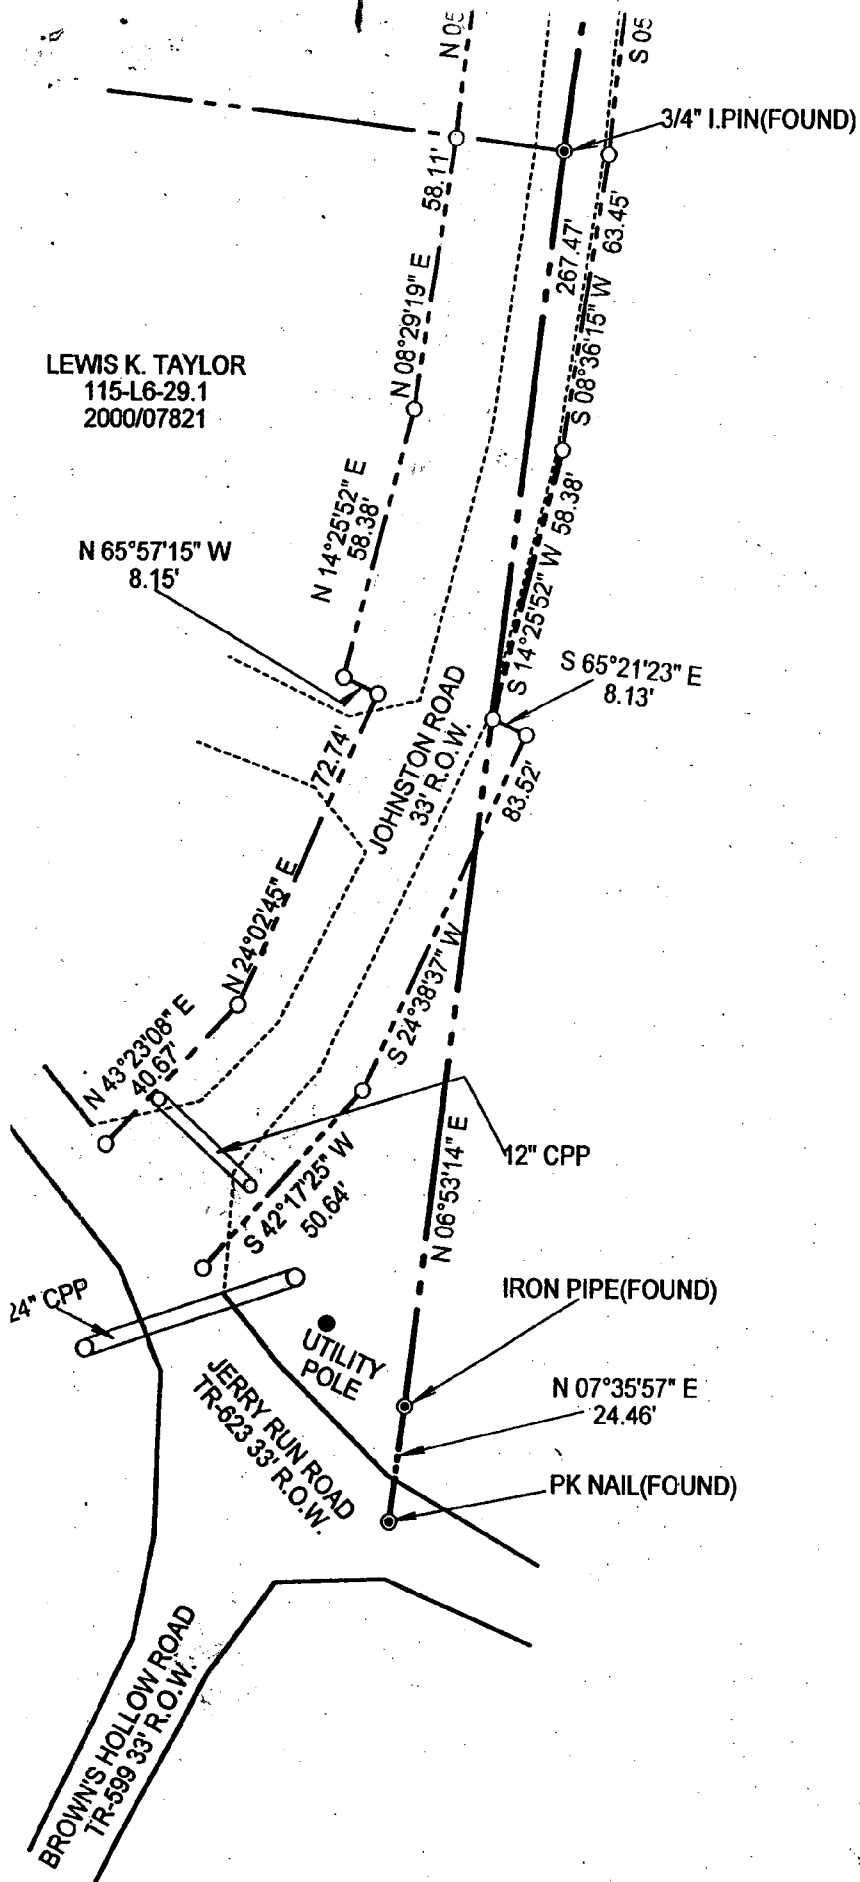 N 05
S 05
3/4" I.PIN(FOUND)
58.11'
63.45'
267.47'
N 08°29'19" E
S 08°36'15" W
LEWIS K. TAYLOR
115-L6-29.1
2000/07821
N 14°25'52" E
58.38'
58.38'
S 14°25'52" W
N 65°57'15" W
8.15'
S 65°21'23" E
8.13'
JOHNSTON ROAD
33' R.O.W.
72.74'
83.52'
N 24°02'45" E
S 24°38'37" W
N 43°23'08" E
40.67'
12" CPP
S 42°17'25" W
50.64'
N 06°53'14" E
24" CPP
IRON PIPE(FOUND)
UTILITY
POLE
JERRY RUN ROAD
TR-623 33' R.O.W.
N 07°35'57" E
24.46'
PK NAIL(FOUND)
BROWN'S HOLLOW ROAD
TR-599 33' R.O.W.